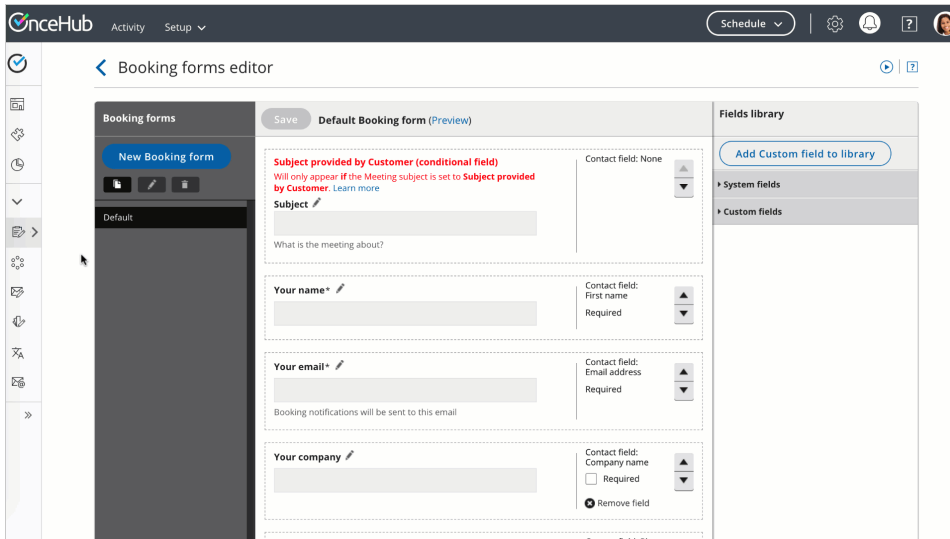 OnceHub
Activity
Setup
Schedule
?
Booking forms editor
?
Booking forms
New Booking form
Default
Save
Default Booking form (Preview)
Subject provided by Customer (conditional field)
Will only appear if the Meeting subject is set to Subject provided
by Customer. Learn more
Subject
What is the meeting about?
Contact field: None
Your name*
Contact field:
First name
Required
Your email*
Booking notifications will be sent to this email
Contact field:
Email address
Required
Your company
Contact field:
Company name
Required
Remove field
Fields library
Add Custom field to library
System fields
Custom fields